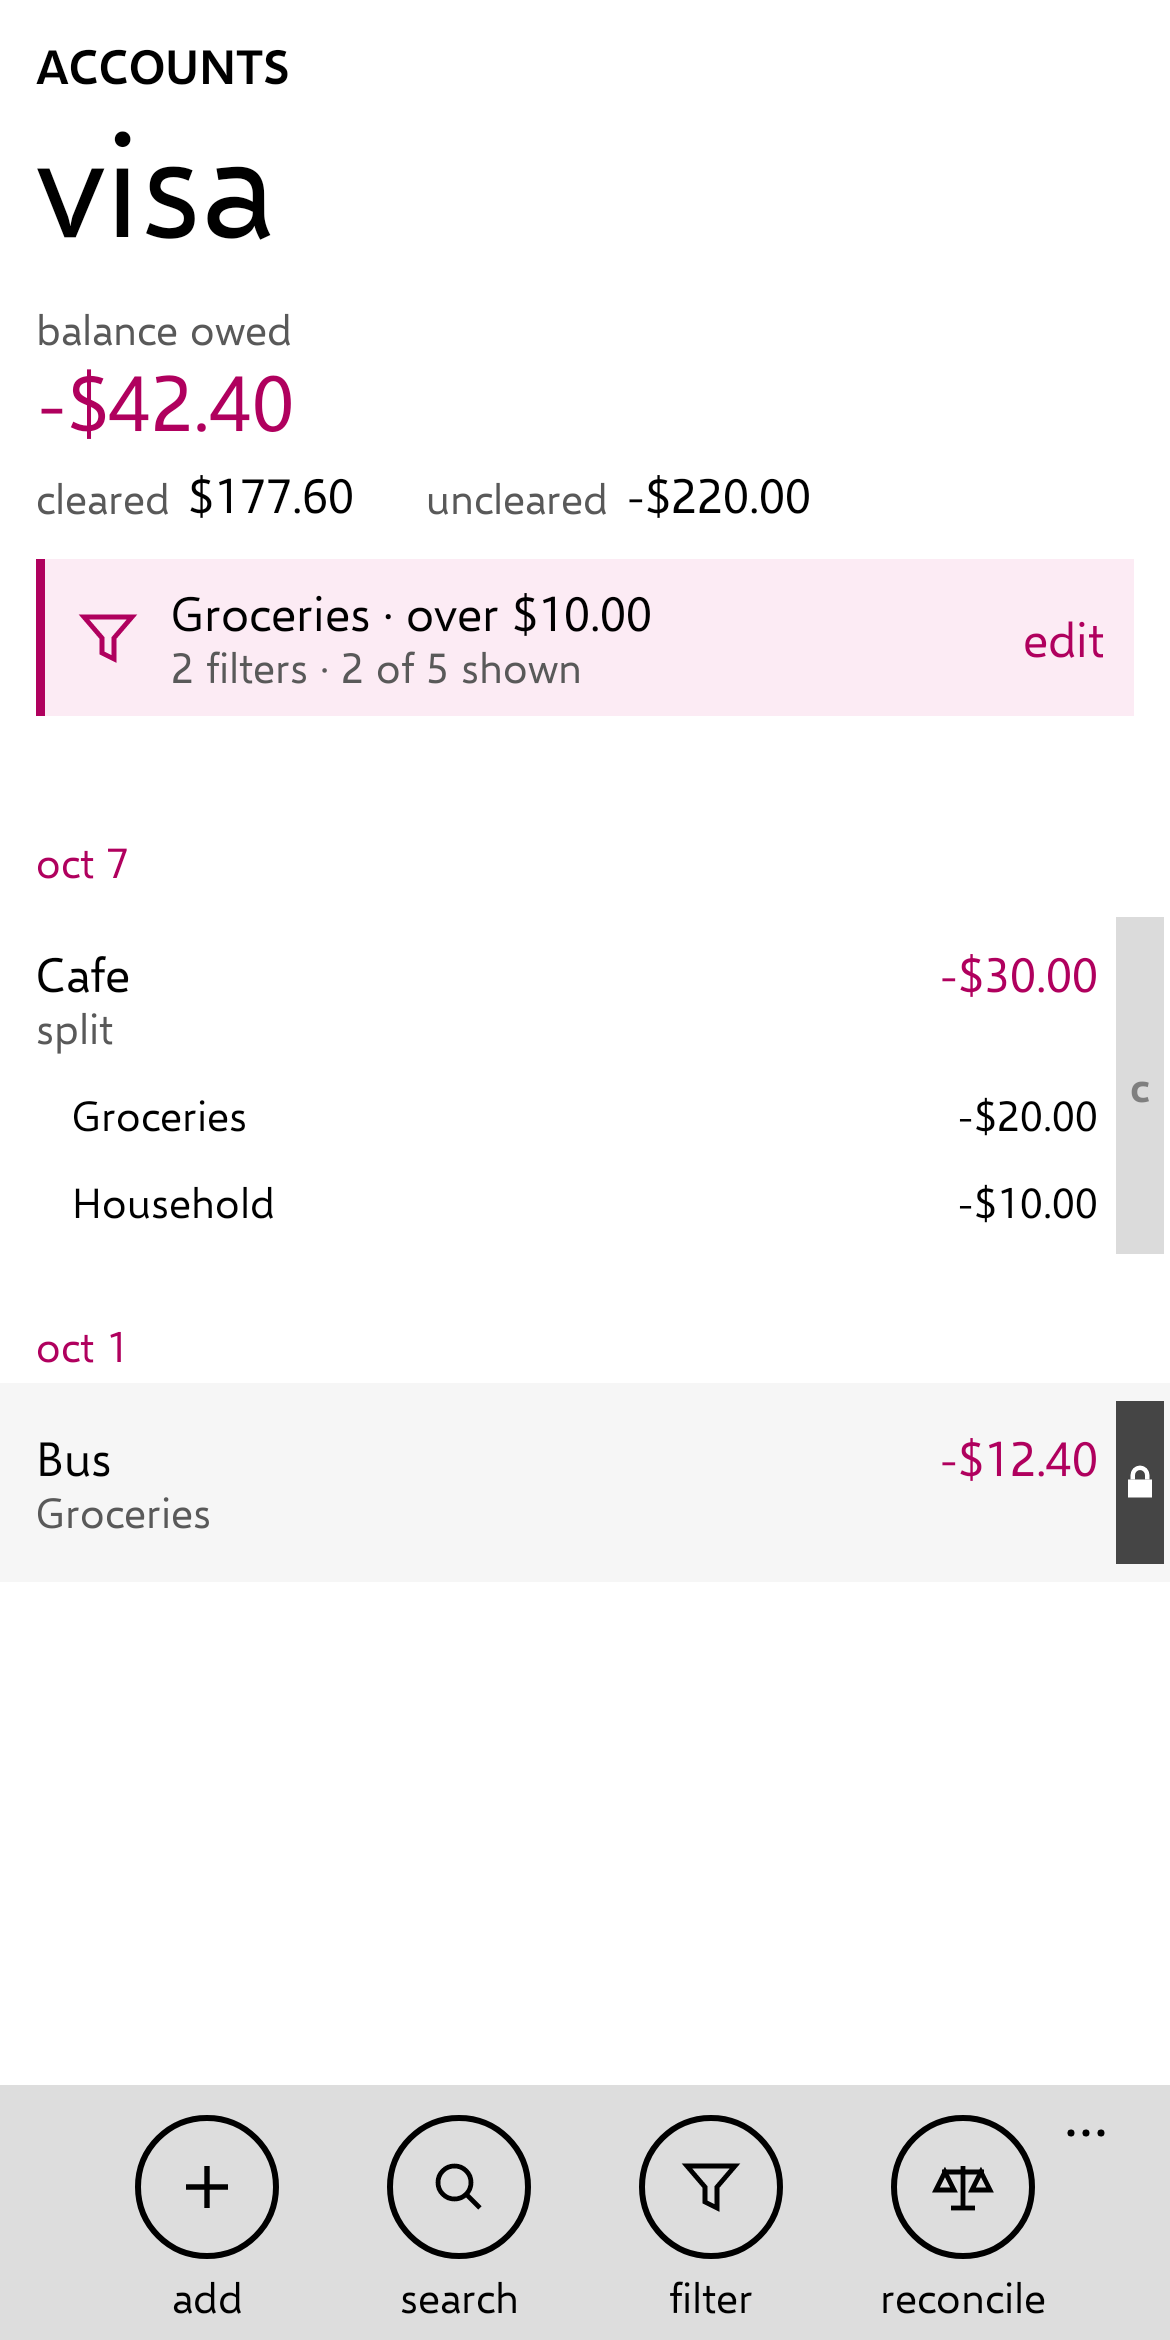 ACCOUNTS
visa
balance owed
-$42.40
cleared $177.60 uncleared -$220.00
Groceries · over $10.00
2 filters · 2 of 5 shown
edit
oct 7
Cafe -$30.00
split
c
Groceries -$20.00
Household -$10.00
oct 1
Bus -$12.40
Groceries
...
add search filter reconcile